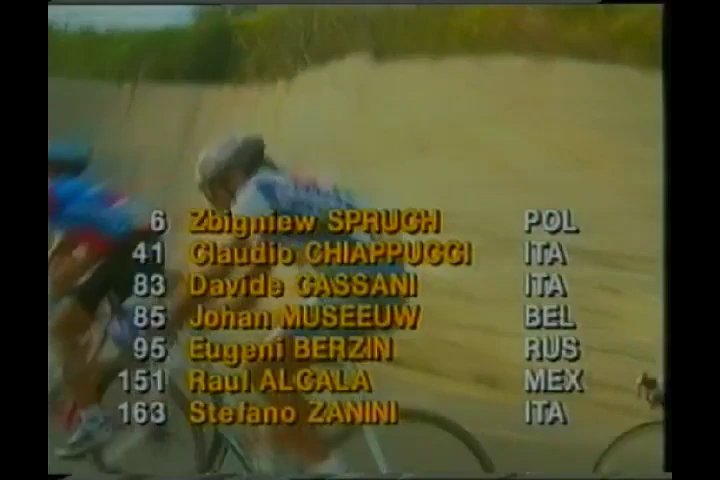 6 Zbigniew SPRUCH POL
41 Claudio CHIAPPUCCI ITA
83 Davide CASSANI ITA
85 Johan MUSEEUW BEL
95 Eugeni BERZIN RUS
151 Raul ALCALA MEX
163 Stefano ZANINI ITA